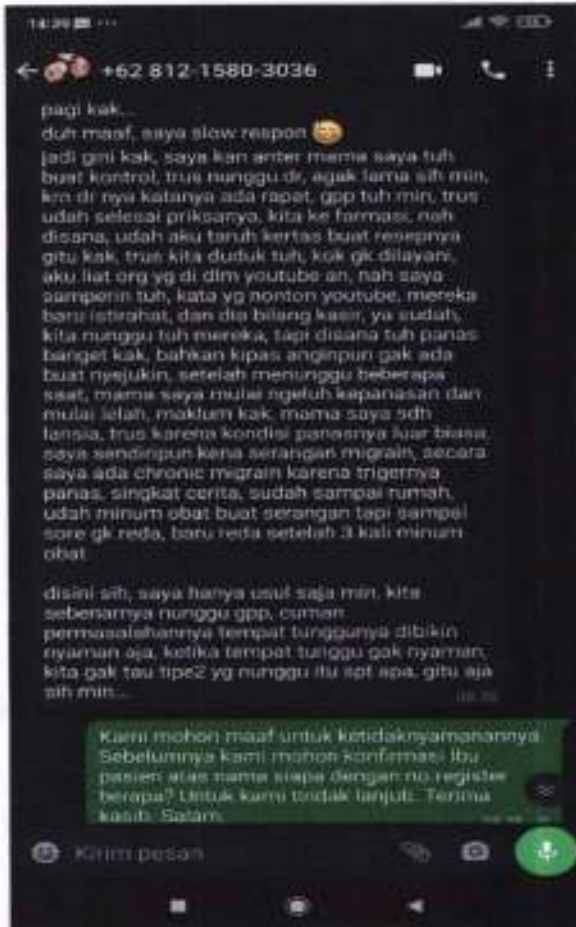 14:39
+62 812-1580-3036
pagi kak...
duh maaf, saya slow respon
jadi gini kak, saya kan anter mama saya tuh
buat kontrol, trus nunggu dr, agak lama sih min,
krn dr nya katanya ada rapat, gpp tuh min, trus
udah selesai priksanya, kita ke farmasi, nah
disana, udah aku taruh kertas buat resepnya
gitu kak, trus kita duduk tuh, kok gk dilayani,
aku liat org yg di dlm youtube an, nah saya
samperin tuh, kata yg nonton youtube, mereka
baru istirahat, dan dia bilang kasir, ya sudah,
kita nunggu tuh mereka, tapi disana tuh panas
banget kak, bahkan kipas anginpun gak ada
buat nyejukin, setelah menunggu beberapa
saat, mama saya mulai ngeluh kepanasan dan
mulai lelah, maklum kak, mama saya sdh
lansia, trus karena kondisi panasnya luar biasa,
saya sendiripun kena serangan migrain, secara
saya ada chronic migrain karena trigernya
panas, singkat cerita, sudah sampai rumah,
udah minum obat buat serangan tapi sampai
sore gk reda, baru reda setelah 3 kali minum
obat
disini sih, saya hanya usul saja min, kita
sebenarnya nunggu gpp, cuman
permasalahannya tempat tunggunya dibikin
nyaman aja, ketika tempat tunggu gak nyaman,
kita gak tau tipe2 yg nunggu itu spt apa, gitu aja
sih min...
Kami mohon maaf untuk ketidaknyamanannya.
Sebelumnya kami mohon konfirmasi Ibu
pasien atas nama siapa dengan no register
berapa? Untuk kami tindak lanjuti. Terima
kasih. Salam.
Kirim pesan